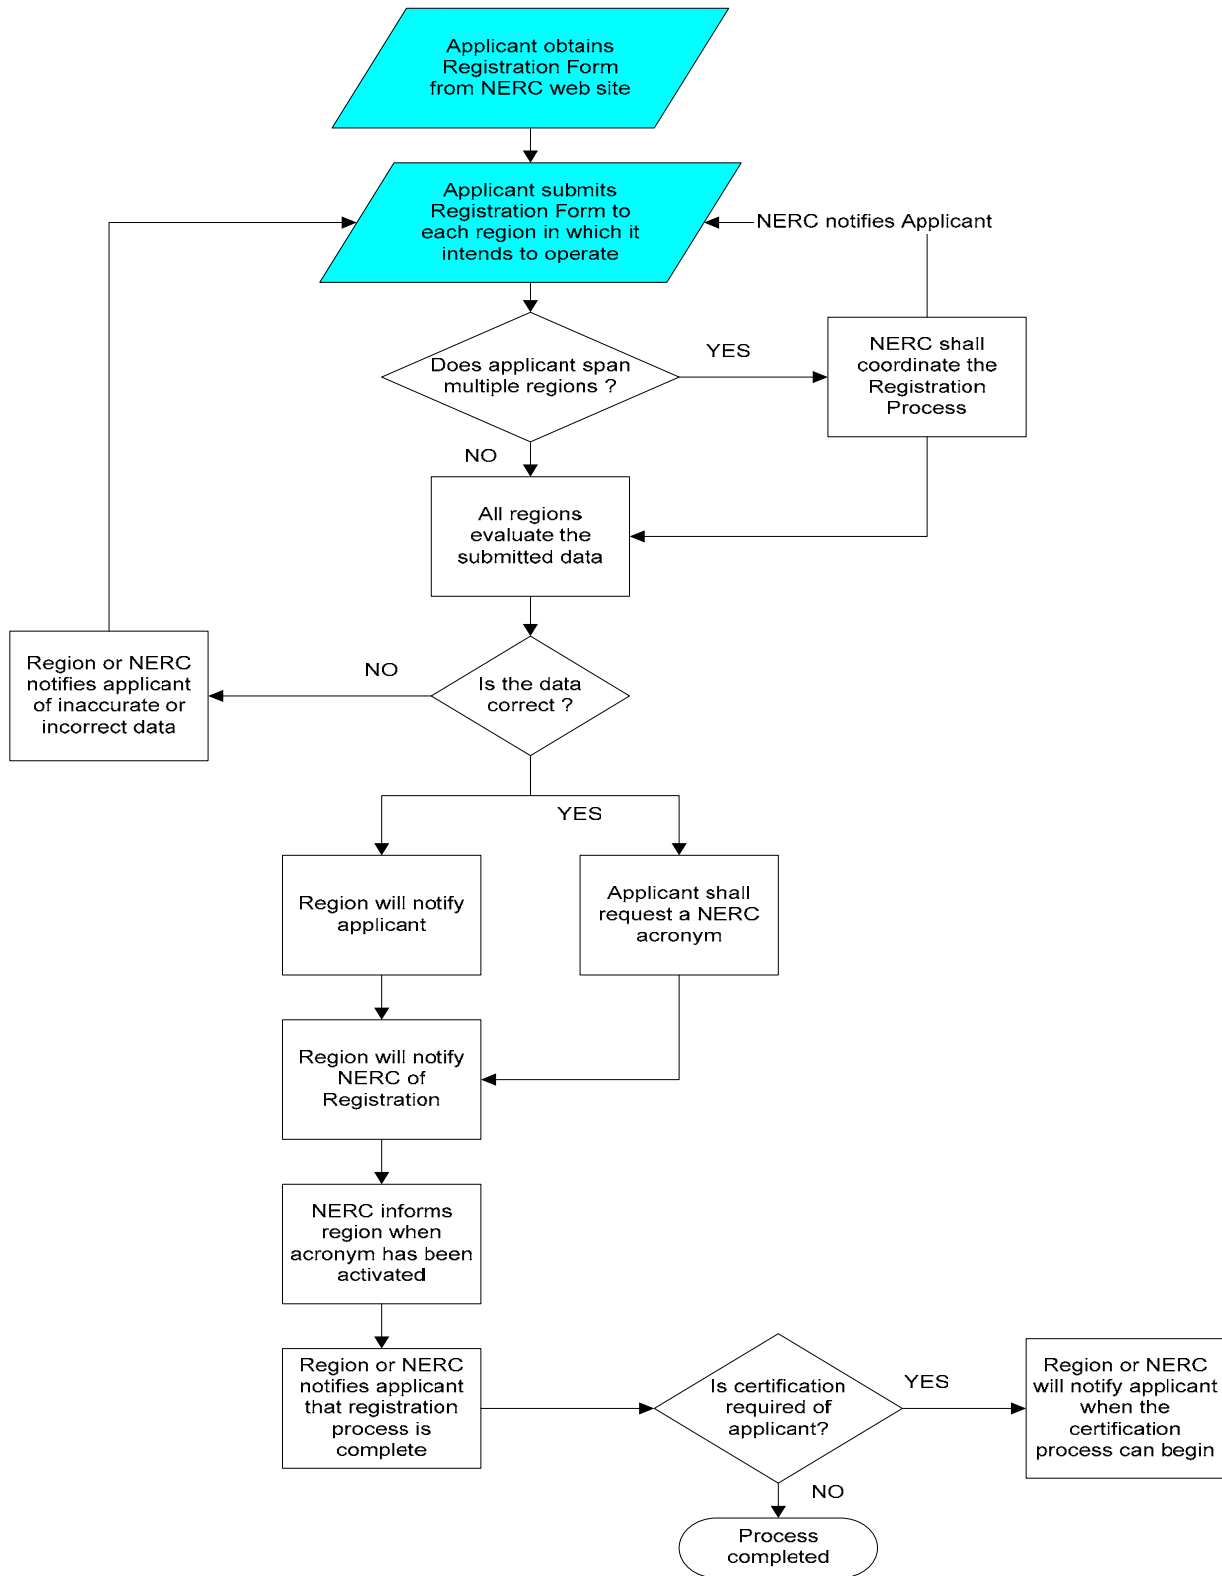 Applicant obtains
Registration Form
from NERC web site
Applicant submits
Registration Form to
each region in which it
intends to operate
NERC notifies Applicant
Does applicant span
multiple regions ?
YES
NERC shall
coordinate the
Registration
Process
NO
All regions
evaluate the
submitted data
Region or NERC
notifies applicant
of inaccurate or
incorrect data
NO
Is the data
correct ?
YES
Region will notify
applicant
Applicant shall
request a NERC
acronym
Region will notify
NERC of
Registration
NERC informs
region when
acronym has been
activated
Region or NERC
notifies applicant
that registration
process is
complete
Is certification
required of
applicant?
YES
Region or NERC
will notify applicant
when the
certification
process can begin
NO
Process
completed